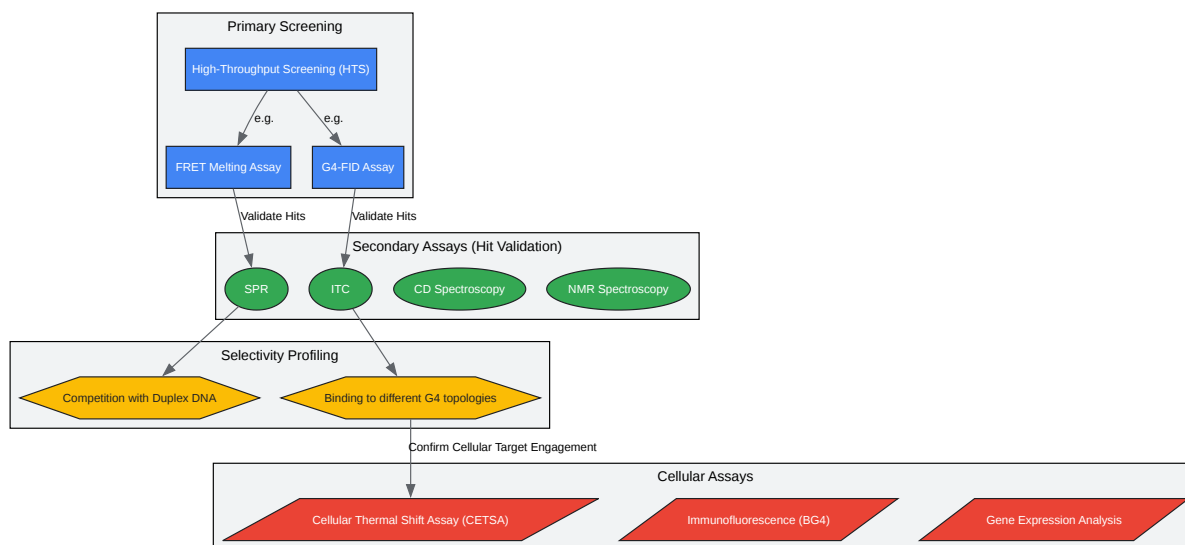 Primary Screening
High-Throughput Screening (HTS)
e.g.
e.g.
FRET Melting Assay
G4-FID Assay
Validate Hits
Validate Hits
Secondary Assays (Hit Validation)
SPR
ITC
CD Spectroscopy
NMR Spectroscopy
Selectivity Profiling
Competition with Duplex DNA
Binding to different G4 topologies
Confirm Cellular Target Engagement
Cellular Assays
Cellular Thermal Shift Assay (CETSA)
Immunofluorescence (BG4)
Gene Expression Analysis